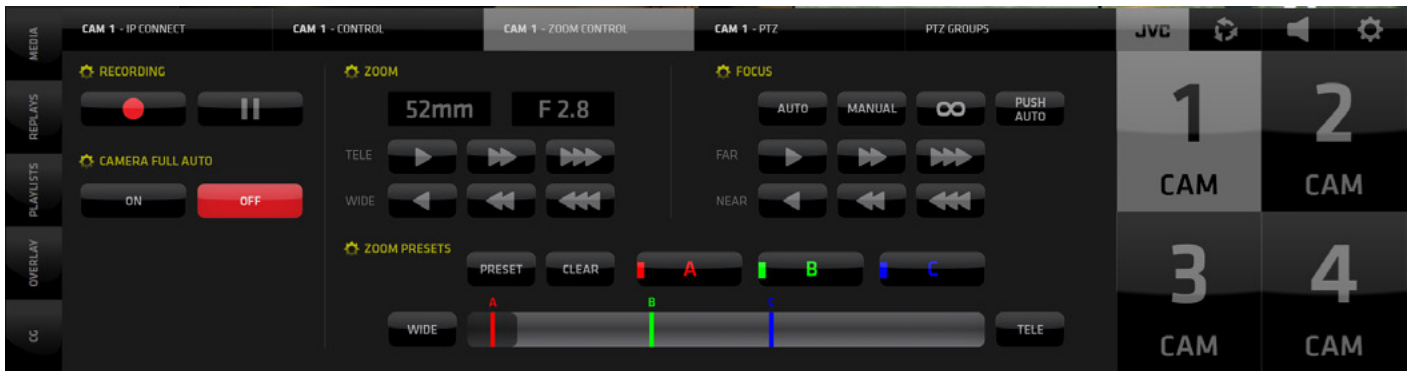 MEDIA
REPLAYS
PLAYLISTS
OVERLAY
CG
CAM 1 - IP CONNECT
CAM 1 - CONTROL
CAM 1 - ZOOM CONTROL
CAM 1 - PTZ
PTZ GROUPS
JVC
RECORDING
CAMERA FULL AUTO
ON
OFF
ZOOM
52mm
F 2.8
TELE
WIDE
FOCUS
AUTO
MANUAL
∞
PUSH
AUTO
FAR
NEAR
ZOOM PRESETS
PRESET
CLEAR
A
B
C
A
B
C
WIDE
TELE
1
CAM
2
CAM
3
CAM
4
CAM